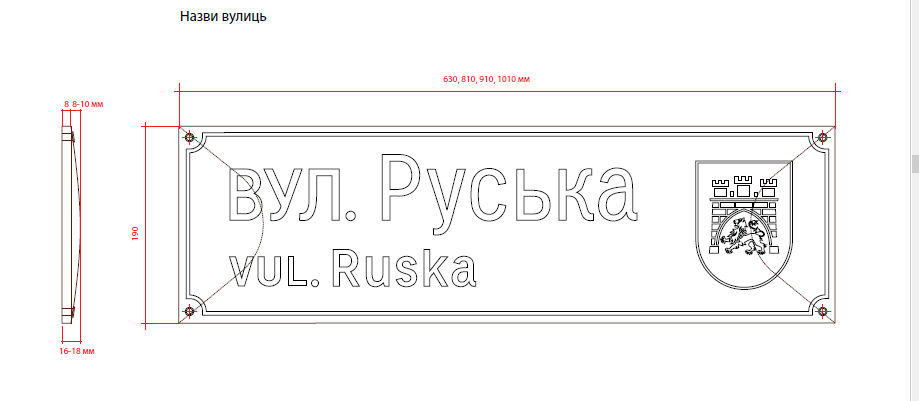 Назви вулиць
630, 810, 910, 1010 мм
8 8-10 мм
190
вул. Руська
vul. Ruska
16-18 мм